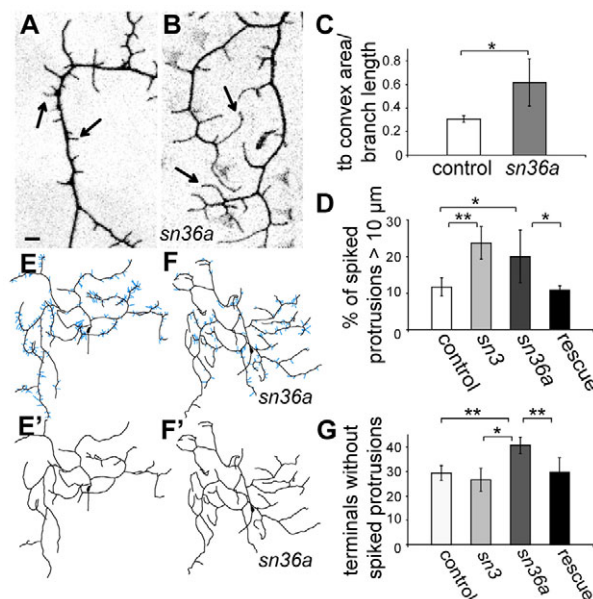 A
B
sn36a
C
tb convex area/
branch length
0.8
0.6
0.4
0.2
0
*
control
sn36a
D
% of spiked
protrusions > 10 µm
30
20
10
0
*
**
*
control
sn3
sn36a
rescue
E
F
sn36a
E'
F'
sn36a
G
terminals without
spiked protrusions
50
40
30
20
10
0
**
*
**
control
sn3
sn36a
rescue